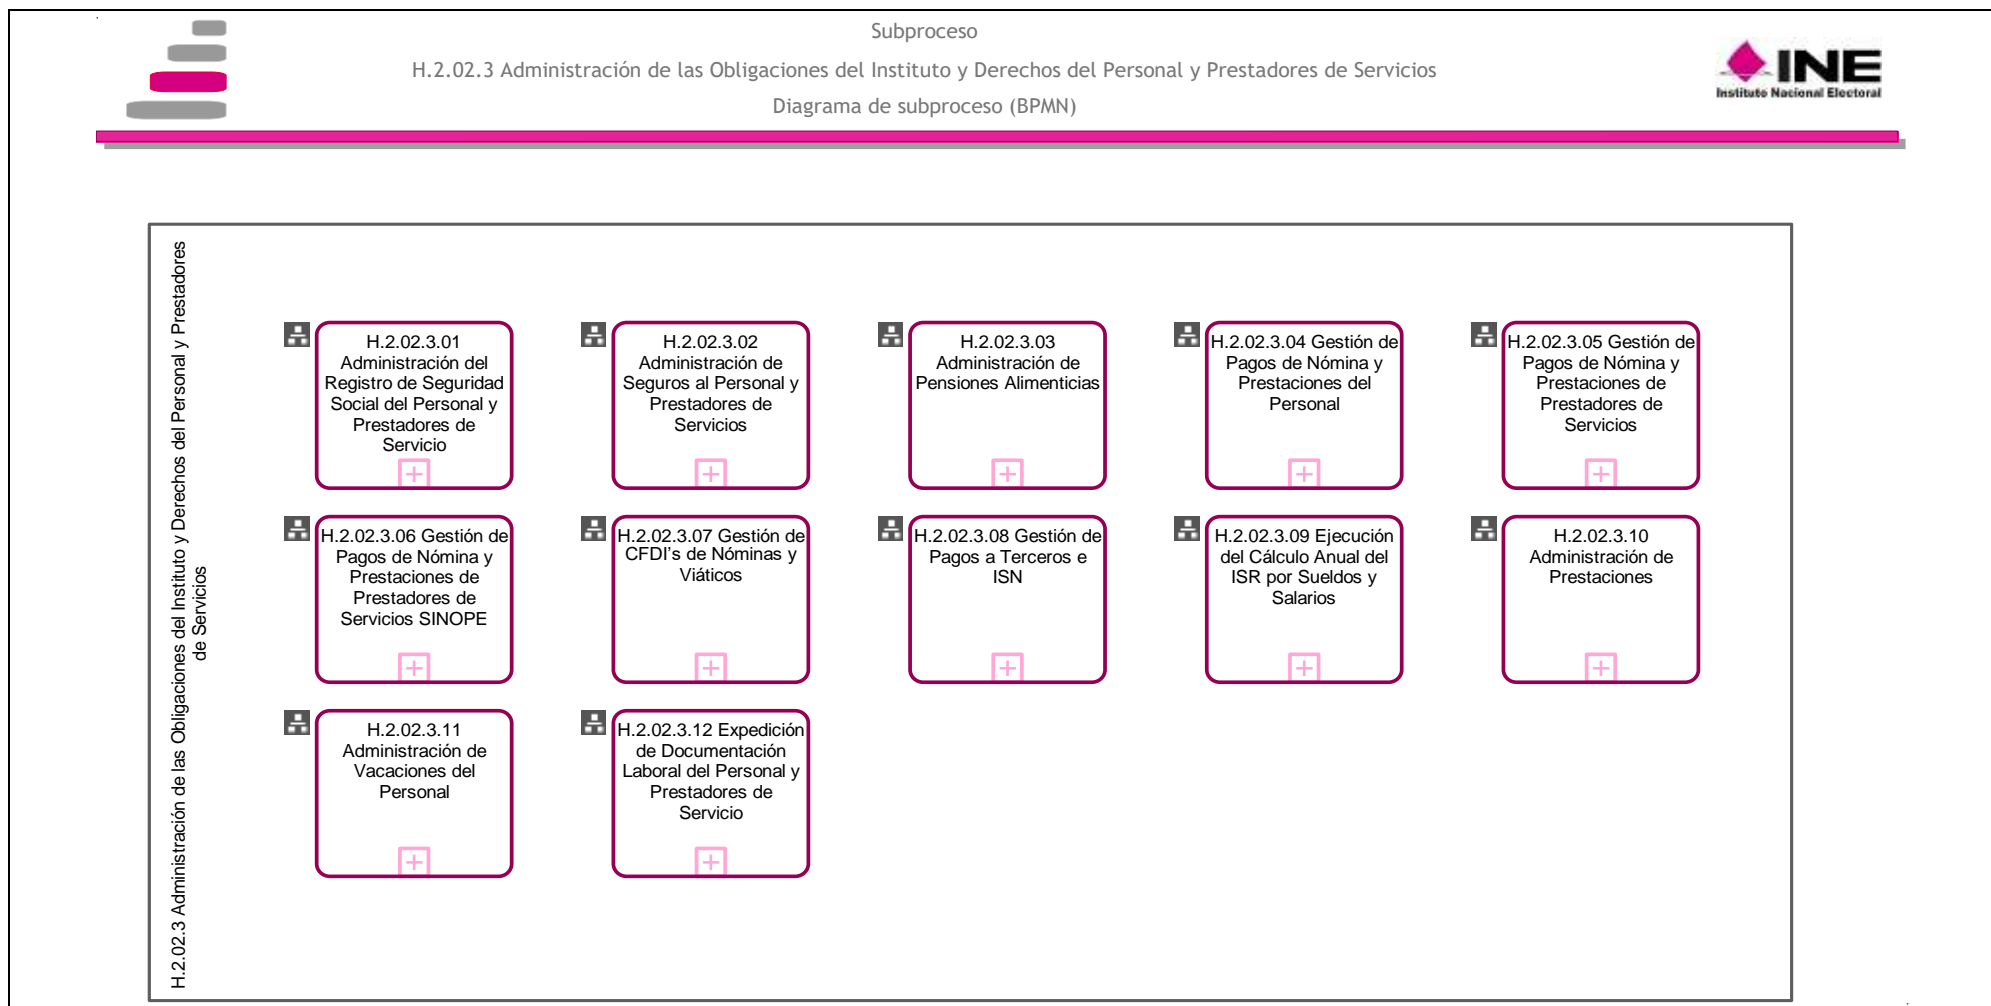 Subproceso
H.2.02.3 Administración de las Obligaciones del Instituto y Derechos del Personal y Prestadores de Servicios
Diagrama de subproceso (BPMN)
INE
Instituto Nacional Electoral
H.2.02.3 Administración de las Obligaciones del Instituto y Derechos del Personal y Prestadores
de Servicios
H.2.02.3.01
Administración del
Registro de Seguridad
Social del Personal y
Prestadores de
Servicio
H.2.02.3.02
Administración de
Seguros al Personal y
Prestadores de
Servicios
H.2.02.3.03
Administración de
Pensiones Alimenticias
H.2.02.3.04 Gestión de
Pagos de Nómina y
Prestaciones del
Personal
H.2.02.3.05 Gestión de
Pagos de Nómina y
Prestaciones de
Prestadores de
Servicios
H.2.02.3.06 Gestión de
Pagos de Nómina y
Prestaciones de
Prestadores de
Servicios SINOPE
H.2.02.3.07 Gestión de
CFDI's de Nóminas y
Viáticos
H.2.02.3.08 Gestión de
Pagos a Terceros e
ISN
H.2.02.3.09 Ejecución
del Cálculo Anual del
ISR por Sueldos y
Salarios
H.2.02.3.10
Administración de
Prestaciones
H.2.02.3.11
Administración de
Vacaciones del
Personal
H.2.02.3.12 Expedición
de Documentación
Laboral del Personal y
Prestadores de
Servicio